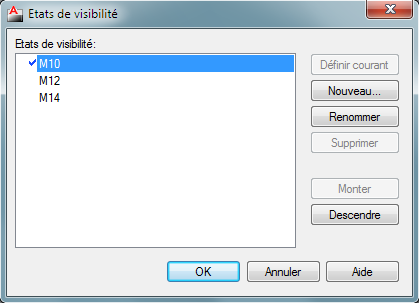 Etats de visibilité
Etats de visibilité:
M10
M12
M14
Définir courant
Nouveau...
Renommer
Supprimer
Monter
Descendre
OK
Annuler
Aide